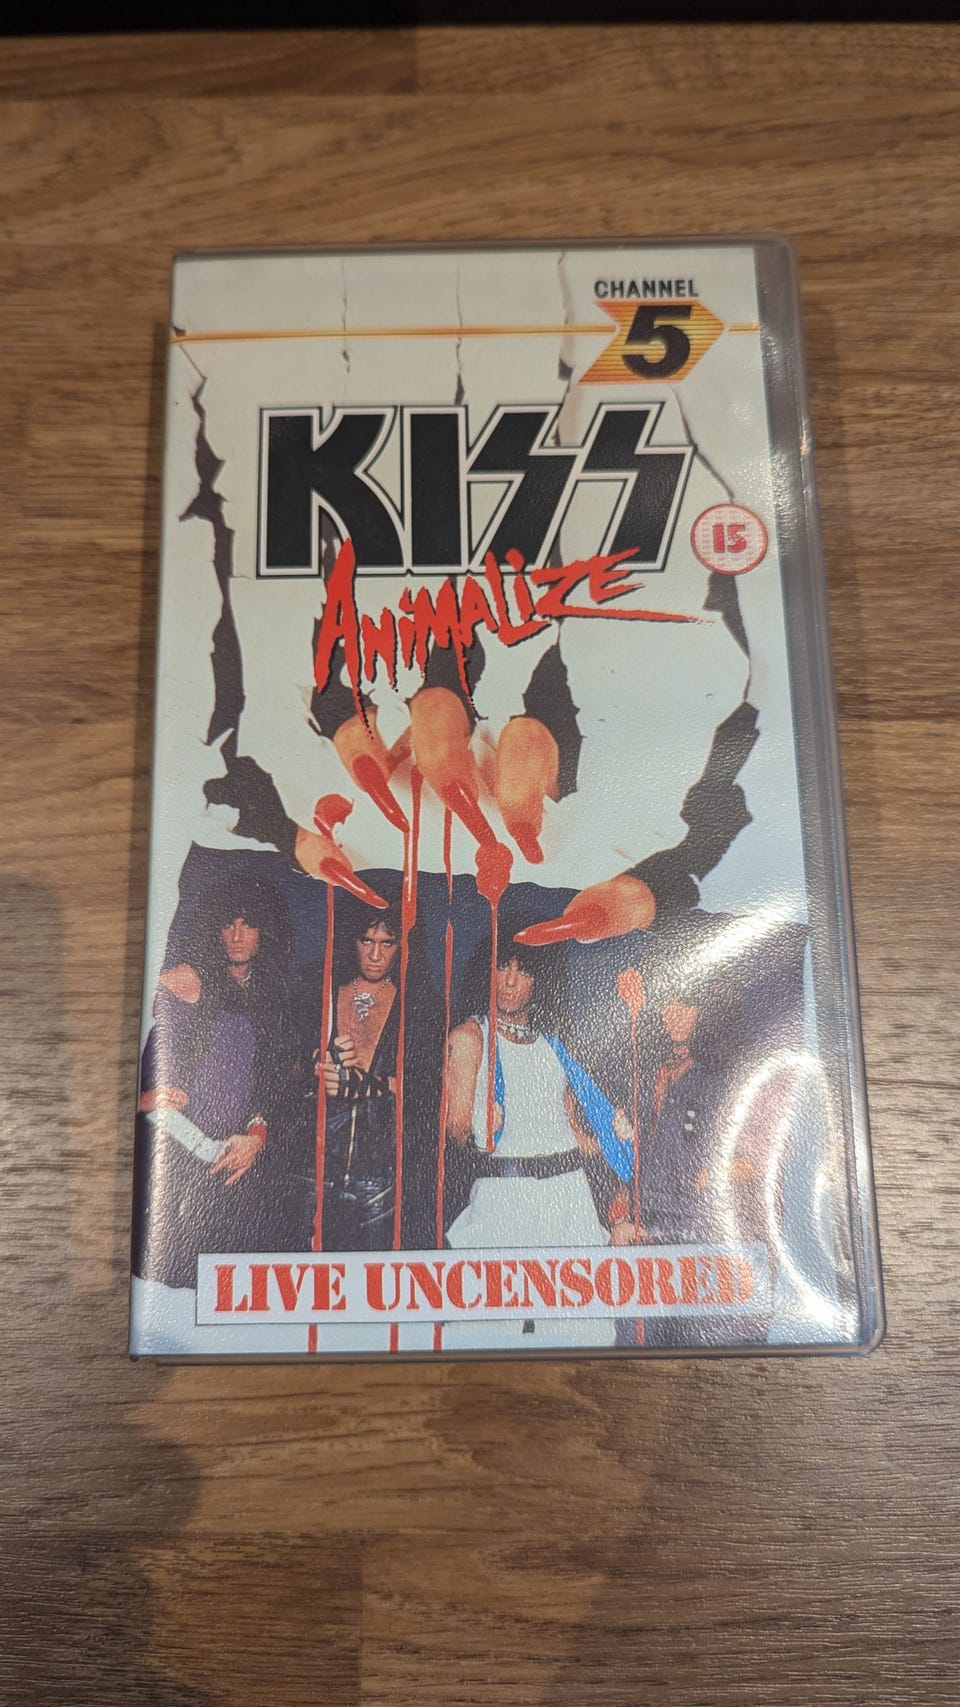 CHANNEL
5
KISS
15
ANiMALiZE
LIVE UNCENSORED